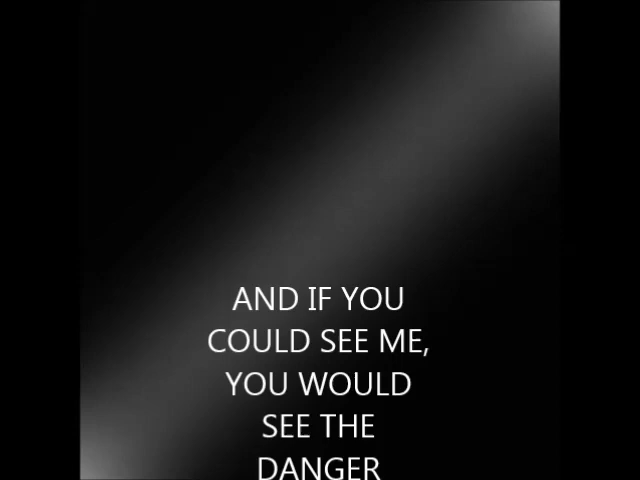 AND IF YOU
COULD SEE ME,
YOU WOULD
SEE THE
DANGER